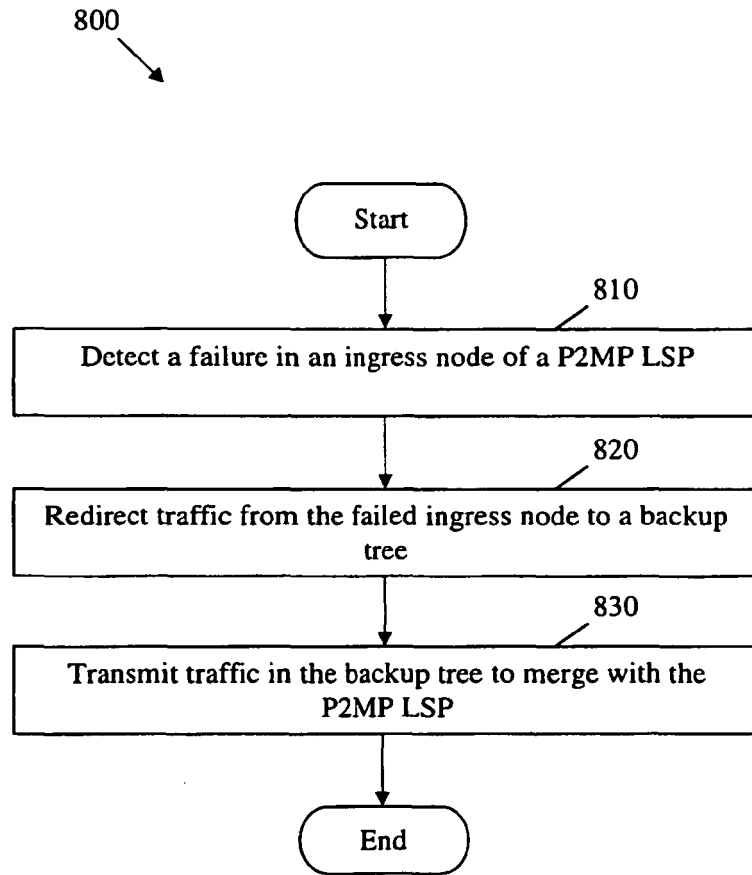 800
Start
810
Detect a failure in an ingress node of a P2MP LSP
820
Redirect traffic from the failed ingress node to a backup
tree
830
Transmit traffic in the backup tree to merge with the
P2MP LSP
End